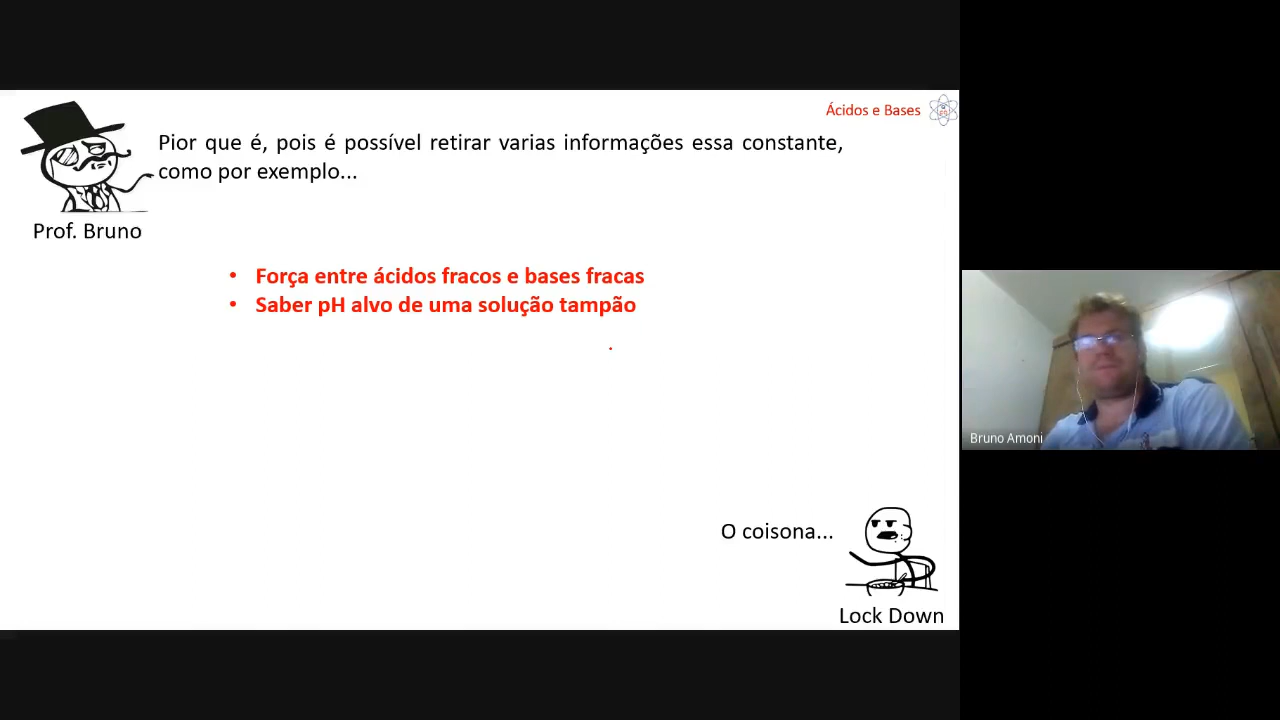 Ácidos e Bases
Pior que é, pois é possível retirar varias informações essa constante,
como por exemplo...
Prof. Bruno
• Força entre ácidos fracos e bases fracas
• Saber pH alvo de uma solução tampão
Bruno Amoni
O coisona...
Lock Down